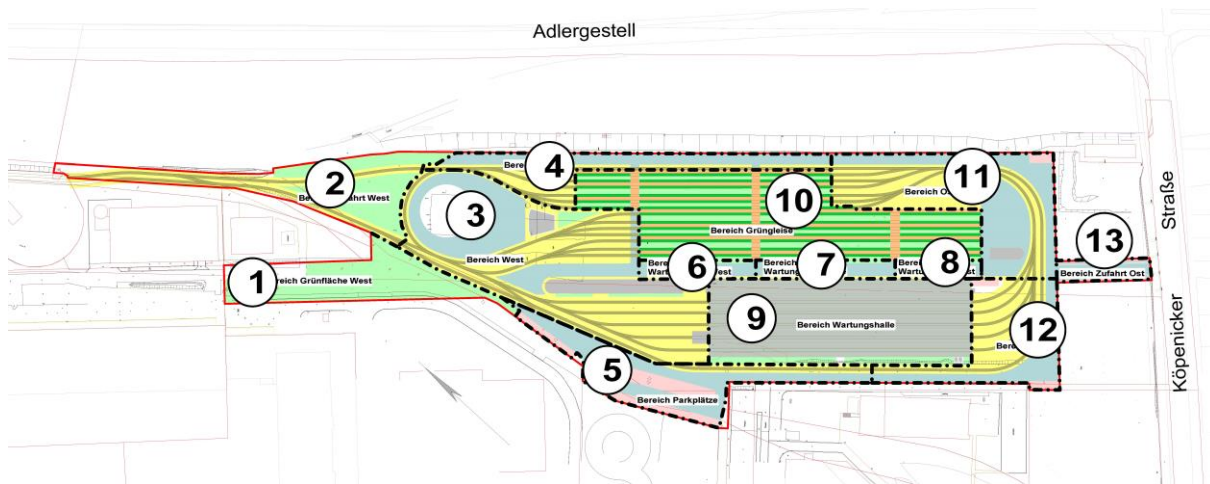 Adlergestell
2
4
11
10
3
13
Straße
Bereich Grüngleise
Bereich West
6
7
8
Bereich Zufahrt Ost
1
Bereich Grünfläche West
9
Bereich Wartungshalle
12
5
Bereich Parkplätze
Köpenicker